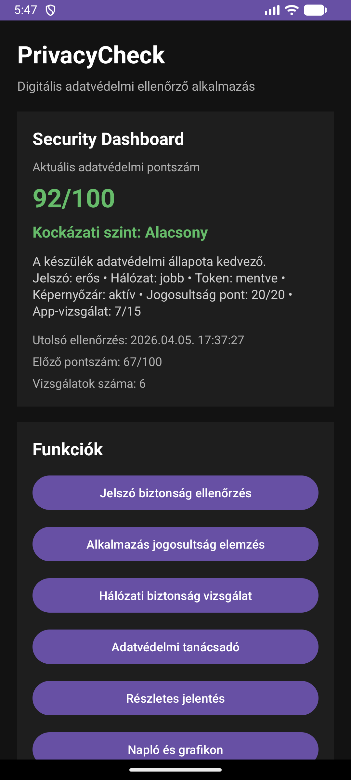 5:47
PrivacyCheck
Digitális adatvédelmi ellenőrző alkalmazás
Security Dashboard
Aktuális adatvédelmi pontszám
92/100
Kockázati szint: Alacsony
A készülék adatvédelmi állapota kedvező.
Jelszó: erős • Hálózat: jobb • Token: mentve •
Képernyőzár: aktív • Jogosultság pont: 20/20 •
App-vizsgálat: 7/15
Utolsó ellenőrzés: 2026.04.05. 17:37:27
Előző pontszám: 67/100
Vizsgálatok száma: 6
Funkciók
Jelszó biztonság ellenőrzés
Alkalmazás jogosultság elemzés
Hálózati biztonság vizsgálat
Adatvédelmi tanácsadó
Részletes jelentés
Napló és grafikon